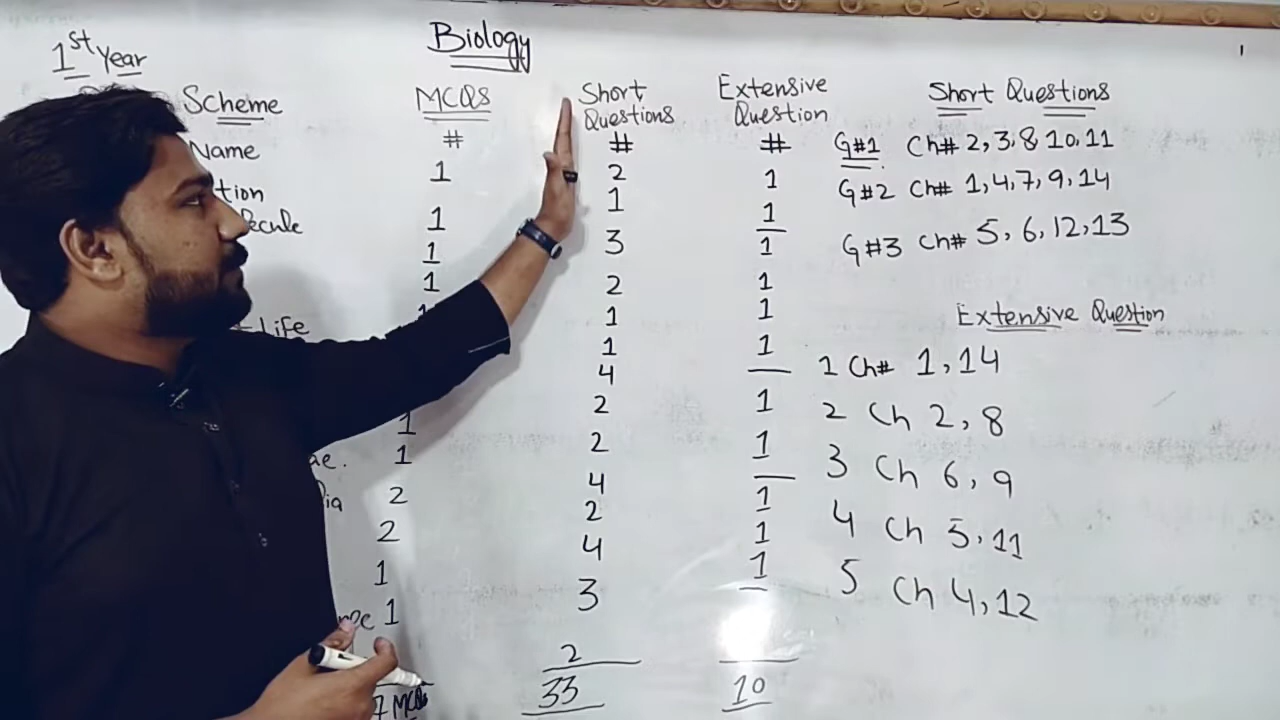 1st Year
Biology
Scheme
MCQS
Short Questions
Extensive Question
Short Questions
Name
#
#
#
G#1 Ch# 2, 3, 8, 10, 11
1
2
1
G#2 Ch# 1, 4, 7, 9, 14
tion
1
1
1
G#3 Ch# 5, 6, 12, 13
1
3
—
1
1
2
1
Extensive Question
Life
1
1
1
1
1 Ch# 1, 14
4
—
1
2
1
2 Ch 2, 8
1
2
1
3 Ch 6, 9
ae.
2
4
—
1
4 Ch 5, 11
2
2
1
1
4
1
5 Ch 4, 12
1
3
—
2
7 MCQs
33
10